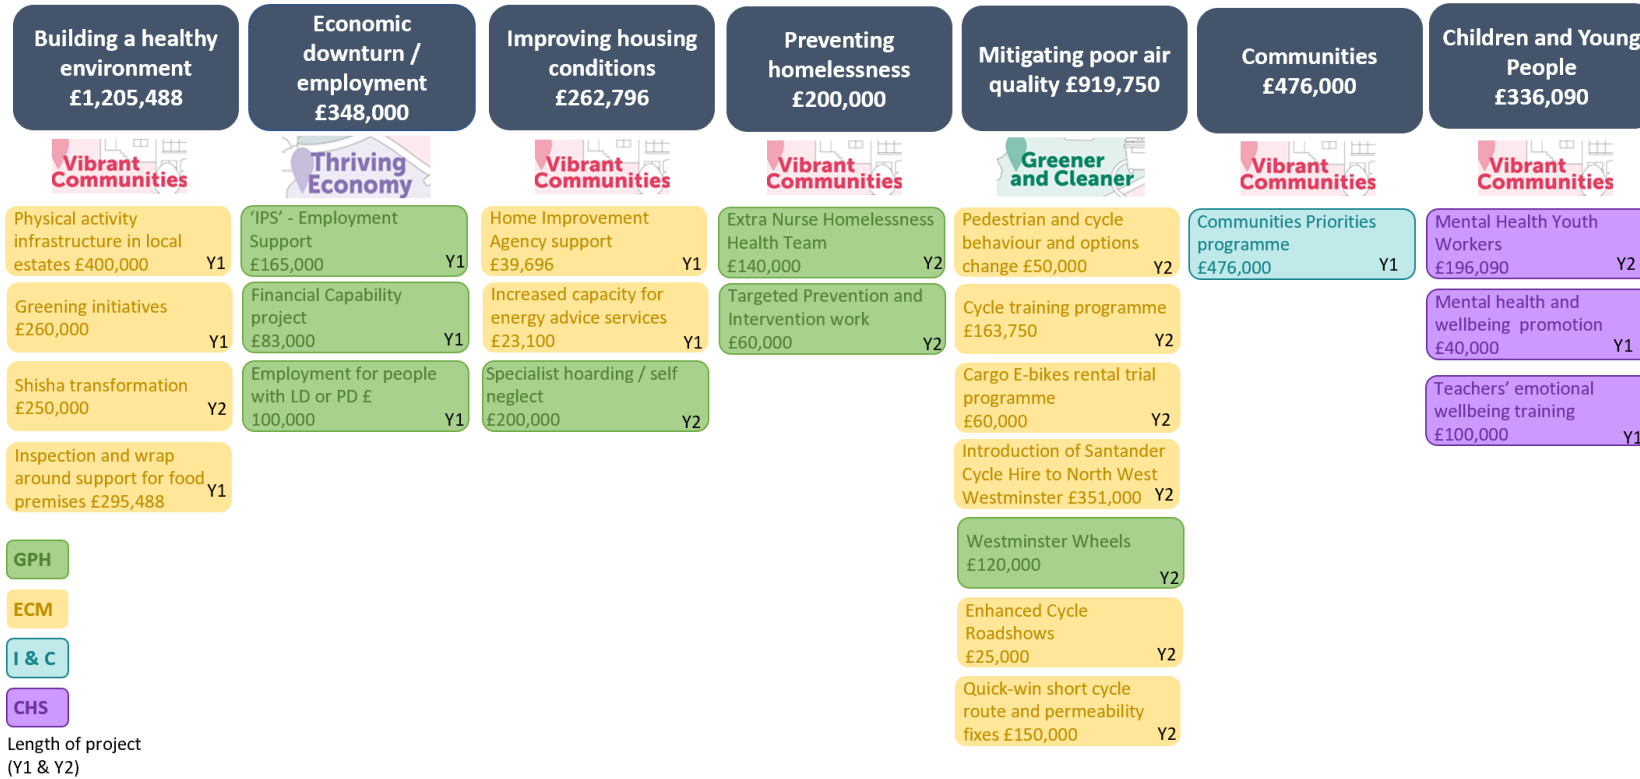 Building a healthy
environment
£1,205,488
Economic
downturn /
employment
£348,000
Improving housing
conditions
£262,796
Preventing
homelessness
£200,000
Mitigating poor air
quality £919,750
Communities
£476,000
Children and Young
People
£336,090
Vibrant
Communities
Thriving
Economy
Vibrant
Communities
Vibrant
Communities
Greener
and Cleaner
Vibrant
Communities
Vibrant
Communities
Physical activity
infrastructure in local
estates £400,000
Y1
Greening initiatives
£260,000
Y1
Shisha transformation
£250,000
Y2
Inspection and wrap
around support for food
premises £295,488
Y1
‘IPS’ - Employment
Support
£165,000
Y1
Financial Capability
project
£83,000
Y1
Employment for people
with LD or PD £
100,000
Y1
Home Improvement
Agency support
£39,696
Y1
Increased capacity for
energy advice services
£23,100
Y1
Specialist hoarding / self
neglect
£200,000
Y2
Extra Nurse Homelessness
Health Team
£140,000
Y2
Targeted Prevention and
Intervention work
£60,000
Y2
Pedestrian and cycle
behaviour and options
change £50,000
Y2
Cycle training programme
£163,750
Y2
Cargo E-bikes rental trial
programme
£60,000
Y2
Introduction of Santander
Cycle Hire to North West
Westminster £351,000
Y2
Westminster Wheels
£120,000
Y2
Enhanced Cycle
Roadshows
£25,000
Y2
Quick-win short cycle
route and permeability
fixes £150,000
Y2
Communities Priorities
programme
£476,000
Y1
Mental Health Youth
Workers
£196,090
Y2
Mental health and
wellbeing promotion
£40,000
Y1
Teachers’ emotional
wellbeing training
£100,000
Y1
GPH
ECM
I & C
CHS
Length of project
(Y1 & Y2)